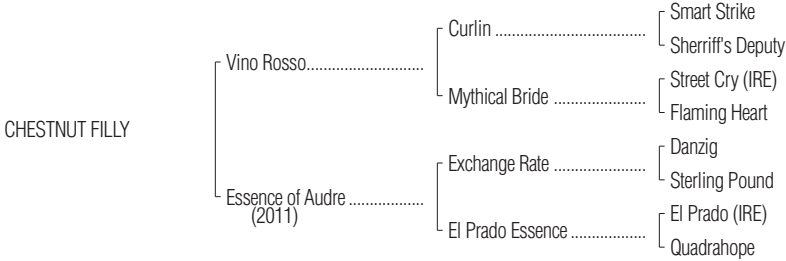 Smart Strike
Curlin ....................................
Sherriff's Deputy
Vino Rosso............................
Street Cry (IRE)
Mythical Bride ......................
Flaming Heart
CHESTNUT FILLY
Danzig
Exchange Rate ......................
Sterling Pound
Essence of Audre ..................
(2011)
El Prado (IRE)
El Prado Essence ..................
Quadrahope